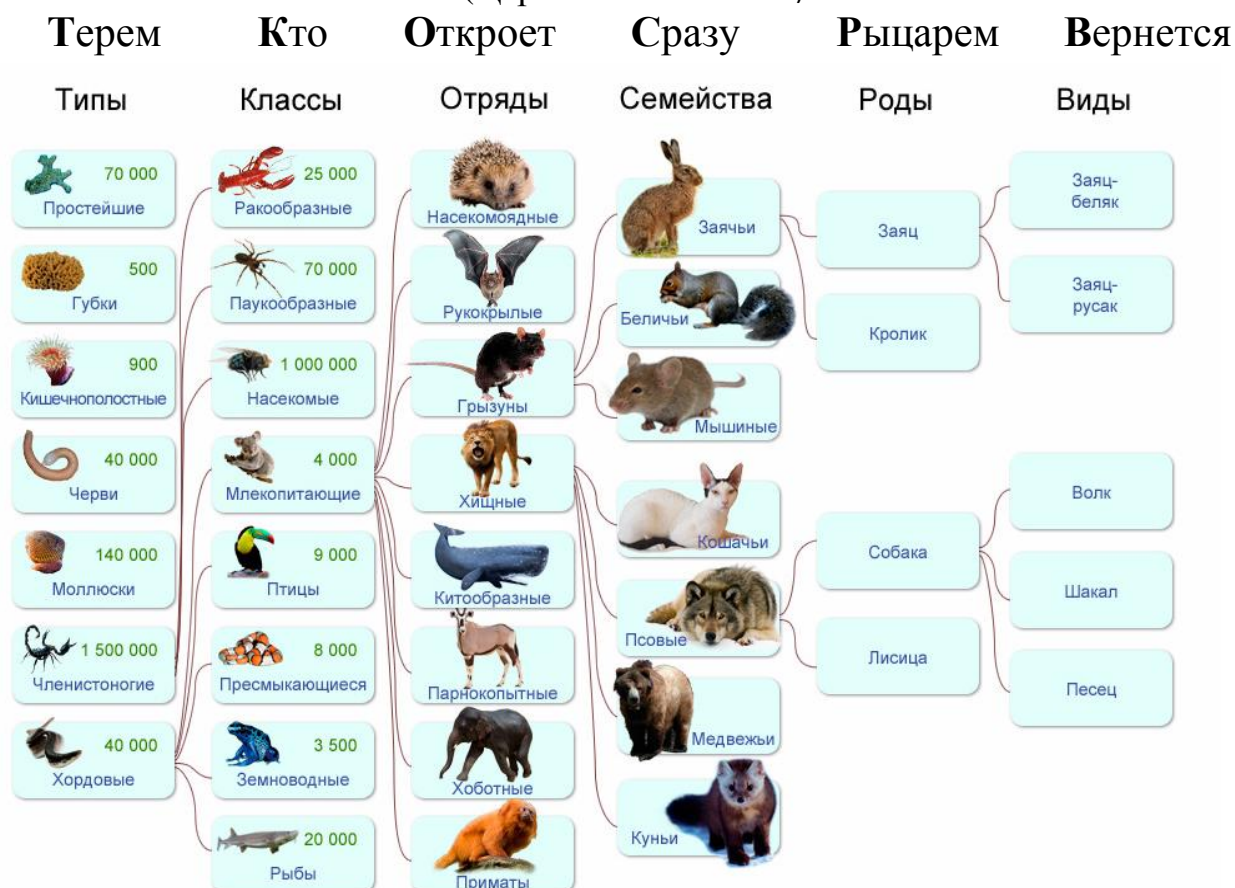 Терем Кто Откроет Сразу Рыцарем Вернется
Типы Классы Отряды Семейства Роды Виды
70 000
Простейшие
500
Губки
900
Кишечнополостные
40 000
Черви
140 000
Моллюски
1 500 000
Членистоногие
40 000
Хордовые
25 000
Ракообразные
70 000
Паукообразные
1 000 000
Насекомые
4 000
Млекопитающие
9 000
Птицы
8 000
Пресмыкающиеся
3 500
Земноводные
20 000
Рыбы
Насекомоядные
Рукокрылые
Грызуны
Хищные
Китообразные
Парнокопытные
Хоботные
Приматы
Заячьи
Беличьи
Мышиные
Кошачьи
Псовые
Медвежьи
Куньи
Заяц
Кролик
Собака
Лисица
Заяц-
беляк
Заяц-
русак
Волк
Шакал
Песец